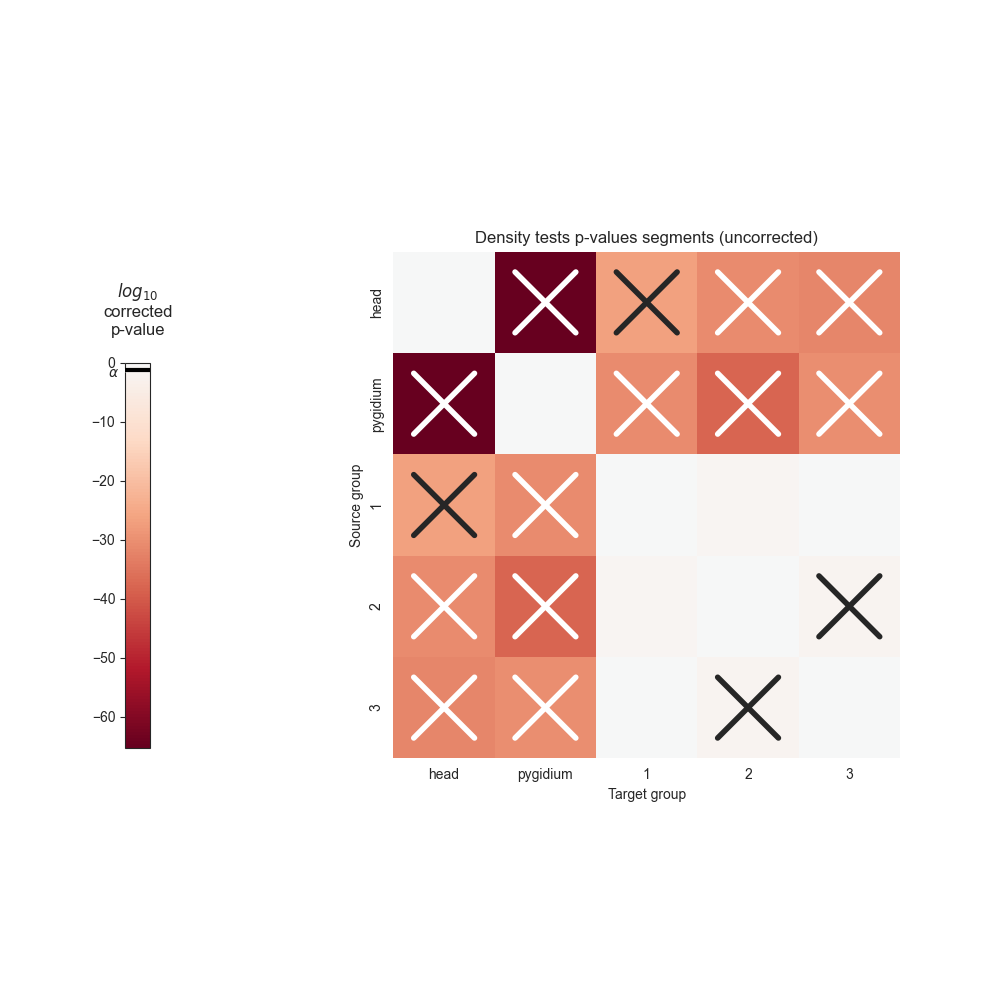 Density tests p-values segments (uncorrected)
log10
corrected
p-value
0
α
−10
−20
−30
−40
−50
−60
Source group
head
pygidium
1
2
3
head pygidium 1 2 3
Target group